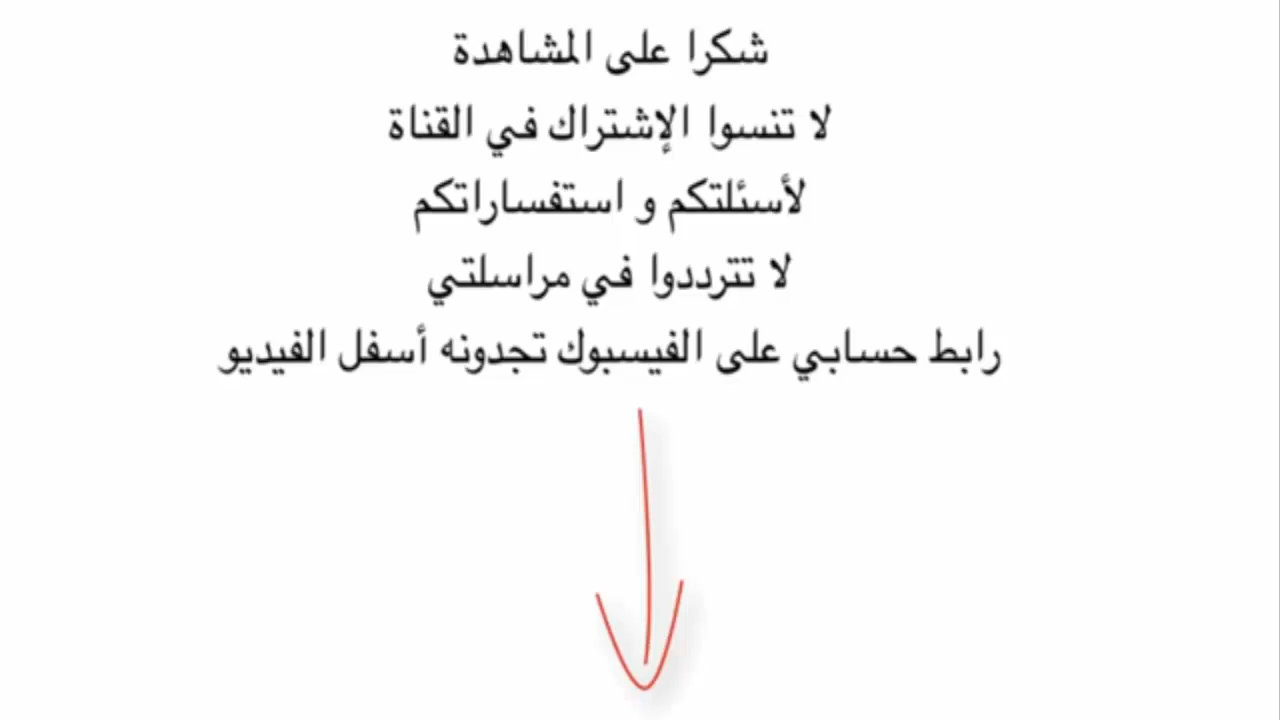 شكرا على المشاهدة
لا تنسوا الإشتراك في القناة
لأسئلتكم و استفساراتكم
لا تترددوا في مراسلتي
رابط حسابي على الفيسبوك تجدونه أسفل الفيديو